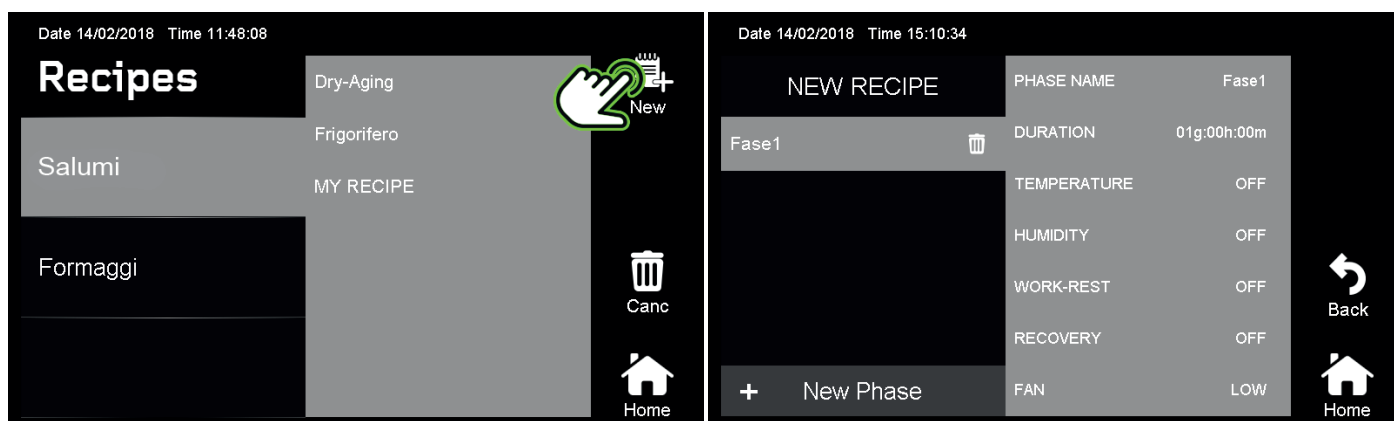 Date 14/02/2018 Time 11:48:08
Recipes
Salumi
Formaggi
Dry-Aging
Frigorifero
MY RECIPE
New
Canc
Home
Date 14/02/2018 Time 15:10:34
NEW RECIPE
Fase1
+ New Phase
PHASE NAME Fase1
DURATION 01g:00h:00m
TEMPERATURE OFF
HUMIDITY OFF
WORK-REST OFF
RECOVERY OFF
FAN LOW
Back
Home